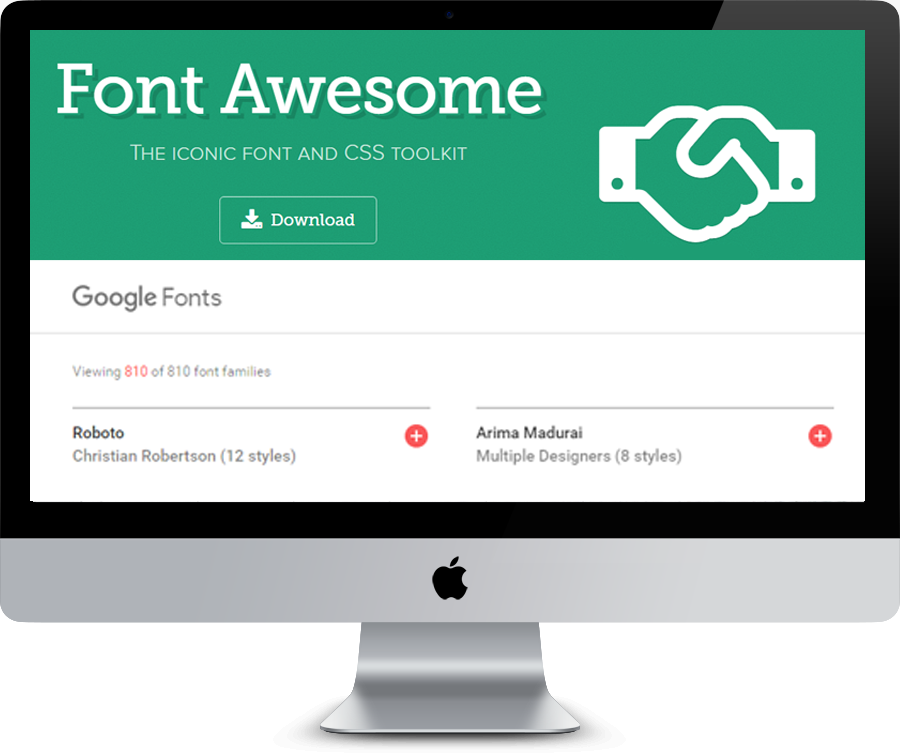 Font Awesome
The iconic font and CSS toolkit
Download
Google Fonts
Viewing 810 of 810 font families
Roboto
Christian Robertson (12 styles)
Arima Madurai
Multiple Designers (8 styles)